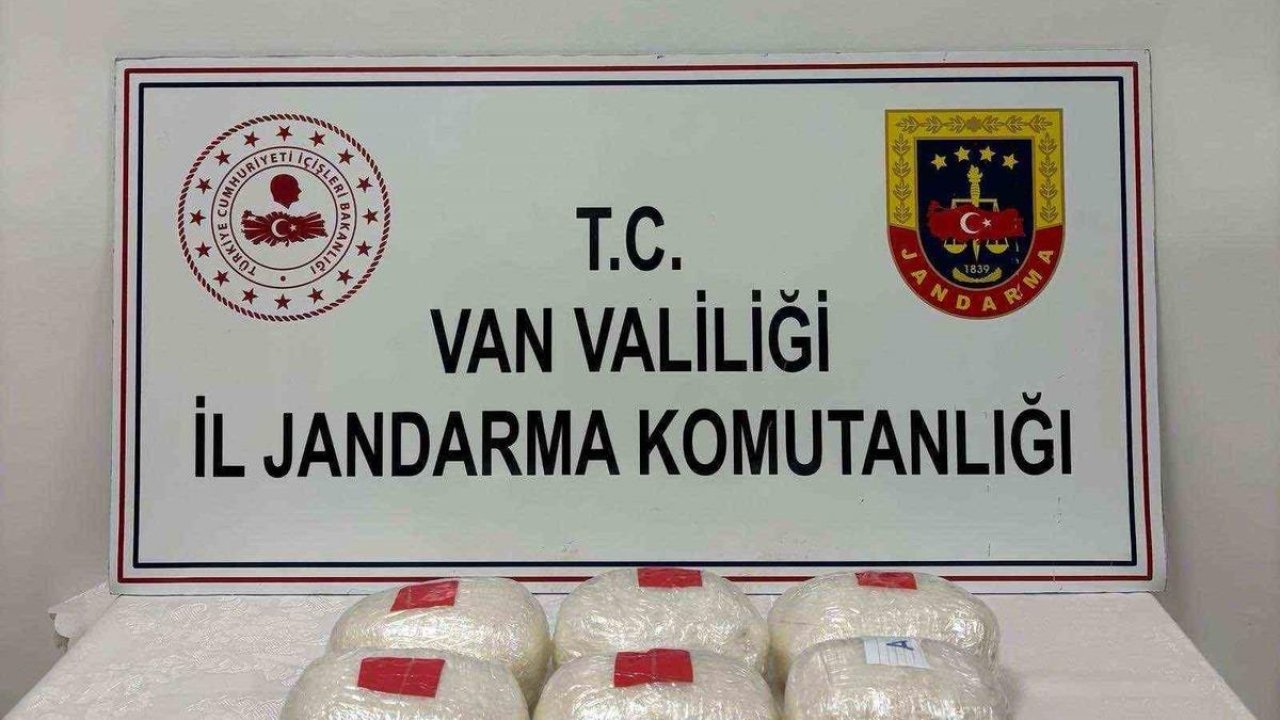 TÜRKİYE CUMHURİYETİ İÇİŞLERİ BAKANLIĞI
T.C.
VAN VALİLİĞİ
İL JANDARMA KOMUTANLIĞI
1839
JANDARMA
A